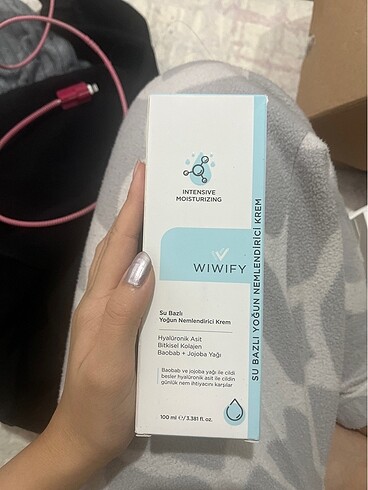 INTENSIVE
MOISTURIZING
WIWIFY
Su Bazlı
Yoğun Nemlendirici Krem
Hyalüronik Asit
Bitkisel Kolajen
Baobab + Jojoba Yağı
Baobab ve jojoba yağı ile cildi
besler hyalüronik asit ile cildin
günlük nem ihtiyacını karşılar
100 ml ℮/3.381 fl. oz.
SU BAZLI YOĞUN NEMLENDİRİCİ KREM